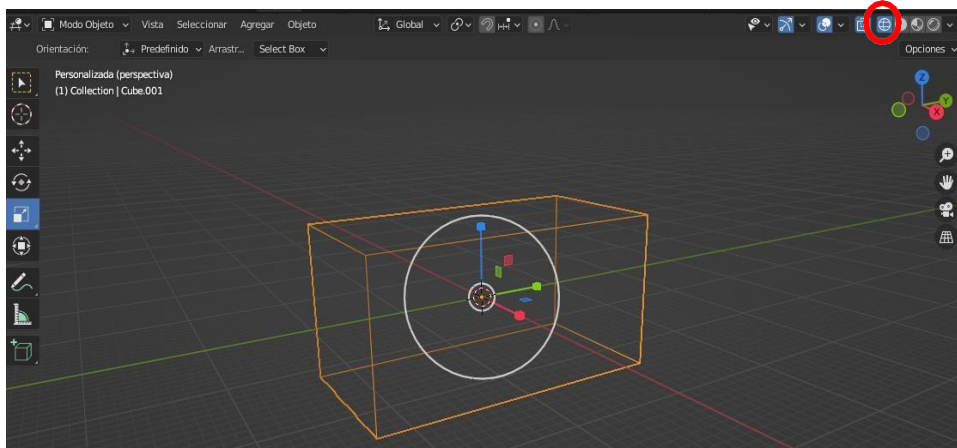 Modo Objeto Vista Seleccionar Agregar Objeto Global
Orientación: Predefinido Arrastr... Select Box Opciones
Personalizada (perspectiva)
(1) Collection | Cube.001
Z
Y
X